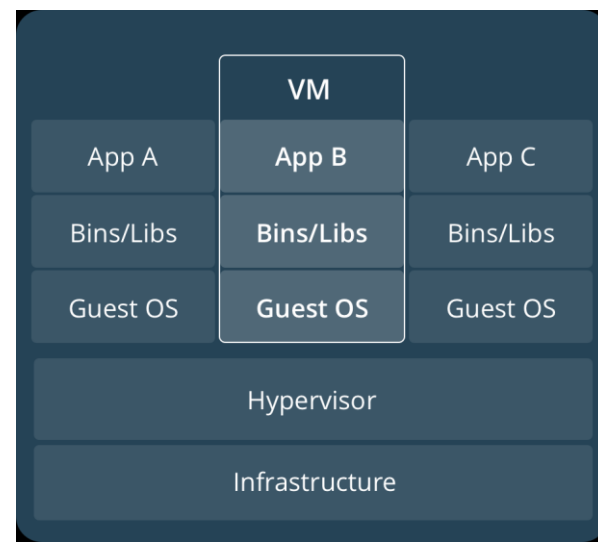 VM
App A App B App C
Bins/Libs Bins/Libs Bins/Libs
Guest OS Guest OS Guest OS
Hypervisor
Infrastructure